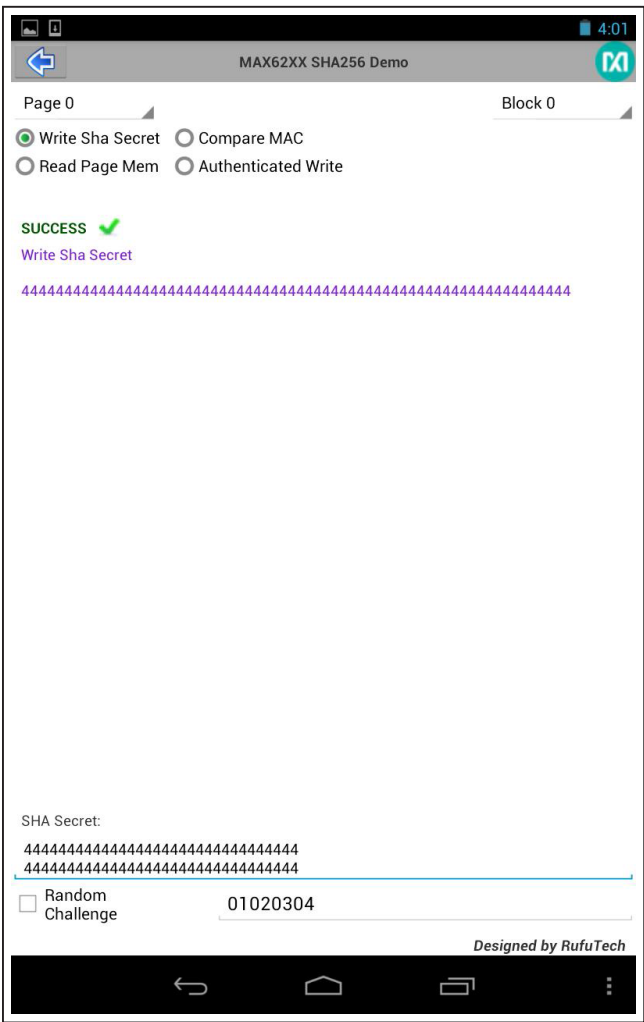 4:01
MAX62XX SHA256 Demo
Page 0 Block 0
Write Sha Secret Compare MAC
Read Page Mem Authenticated Write
SUCCESS
Write Sha Secret
4444444444444444444444444444444444444444444444444444444444444444
SHA Secret:
44444444444444444444444444444444
44444444444444444444444444444444
Random
Challenge
01020304
Designed by RufuTech